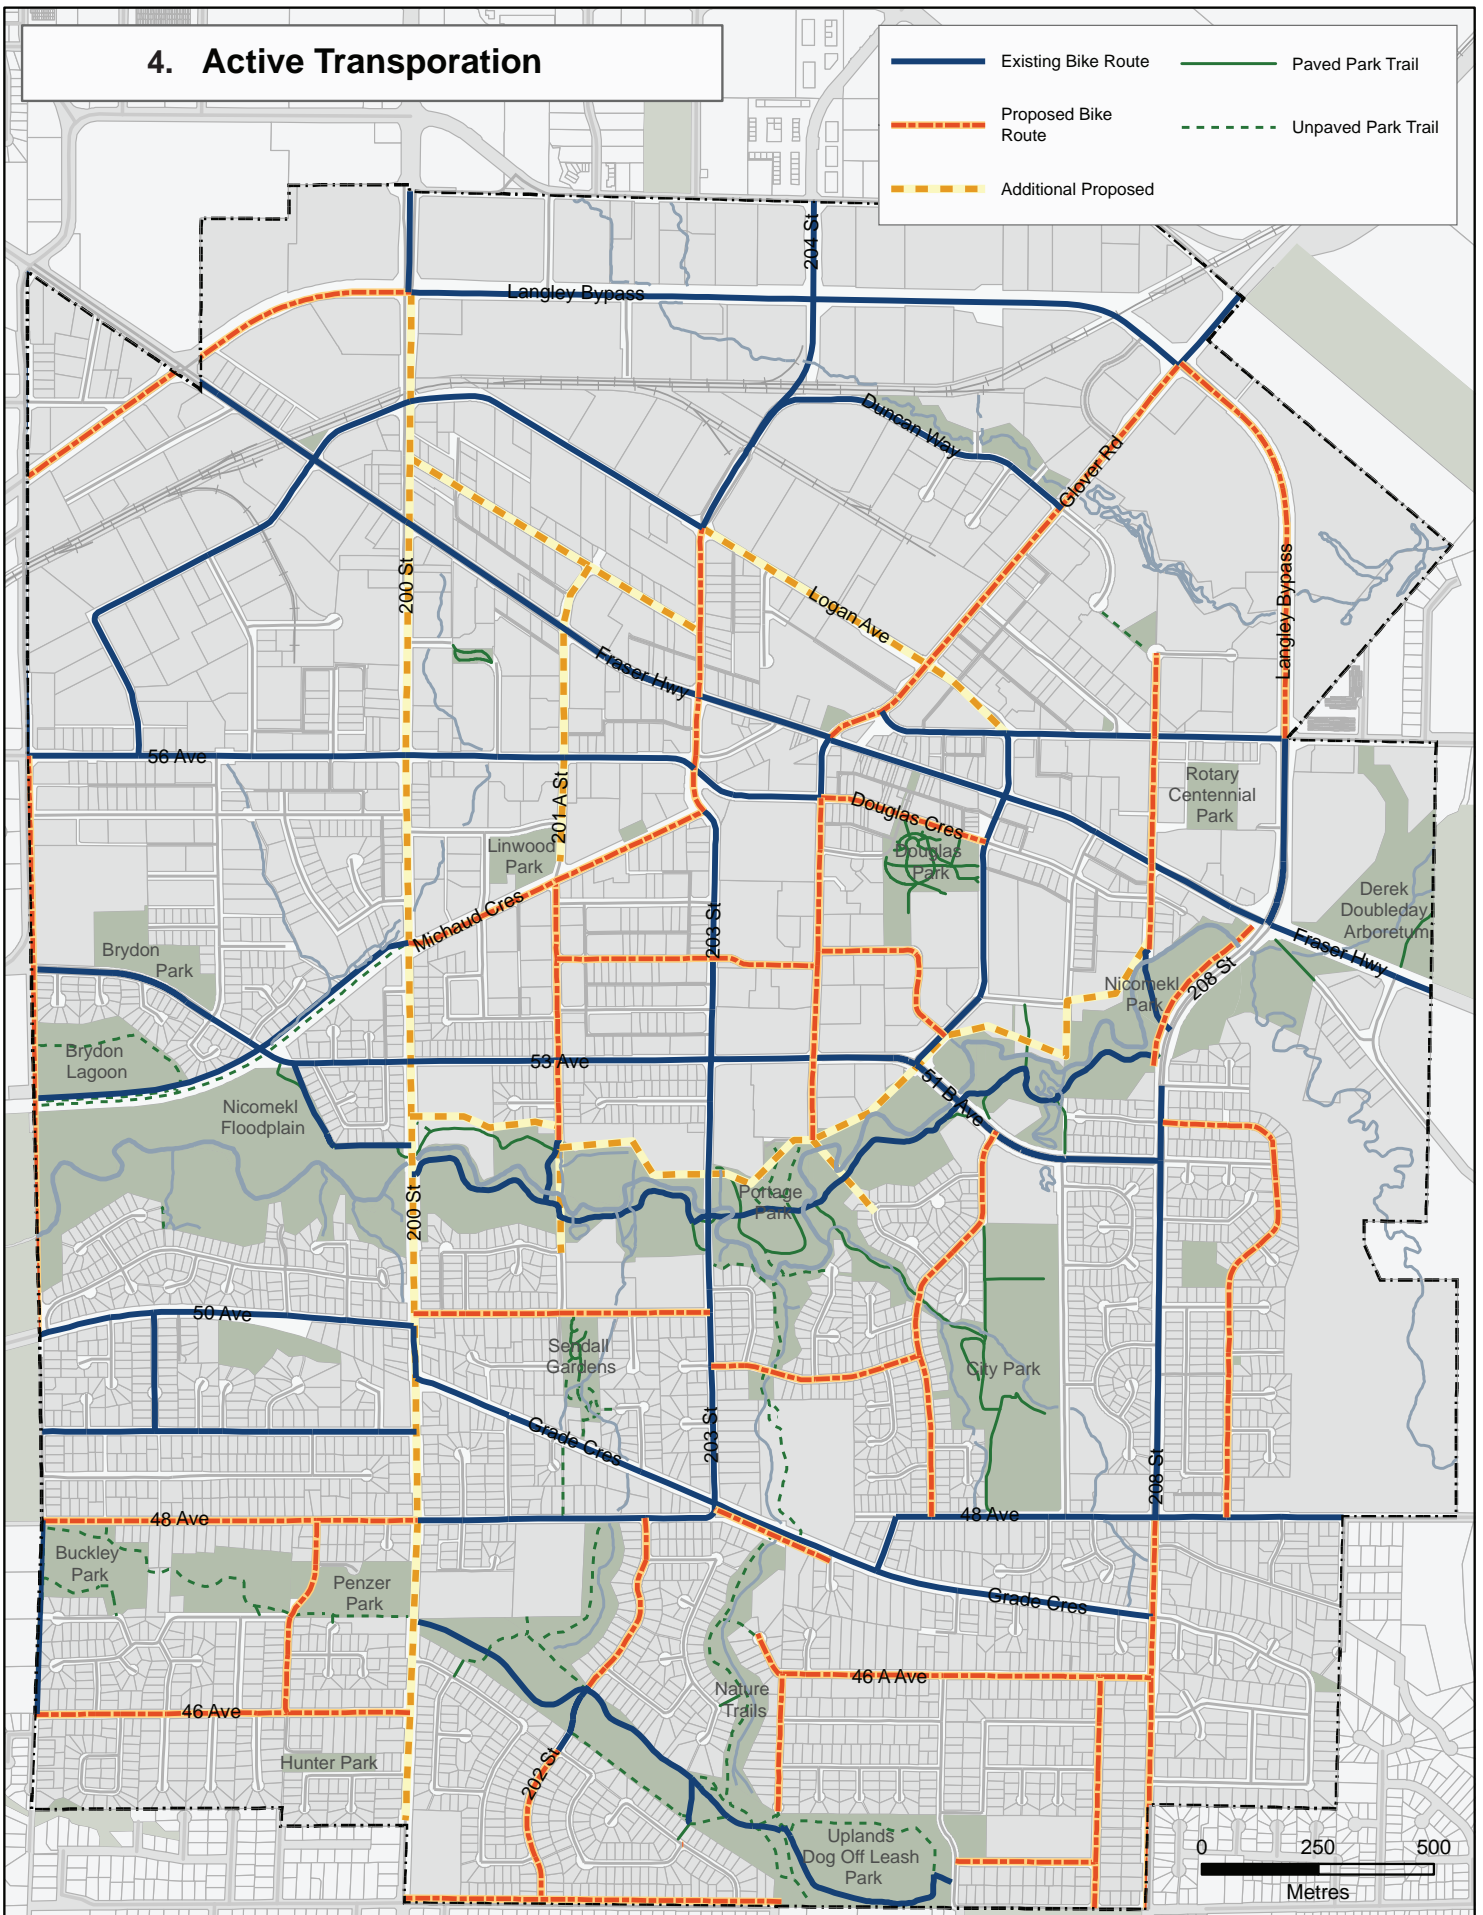 4. Active Transporation
Existing Bike Route
Paved Park Trail
Proposed Bike
Route
Unpaved Park Trail
Additional Proposed
204 St
Langley Bypass
Duncan Way
Glover Rd
200 St
Logan Ave
Langley Bypass
Fraser Hwy
56 Ave
201 A St
Rotary
Centennial
Park
Douglas Cres
Linwood
Park
Douglas
Park
Derek
Doubleday
Arboretum
Michaud Cres
203 St
Brydon
Park
Fraser Hwy
208 St
Nicomekl
Park
Brydon
Lagoon
53 Ave
51 B Ave
Nicomekl
Floodplain
200 St
Portage
Park
50 Ave
Sendall
Gardens
City Park
Grade Cres
203 St
208 St
48 Ave
48 Ave
Buckley
Park
Penzer
Park
Grade Cres
46 A Ave
Nature
Trails
46 Ave
Hunter Park
202 St
Uplands
Dog Off Leash
Park
0 250 500
Metres